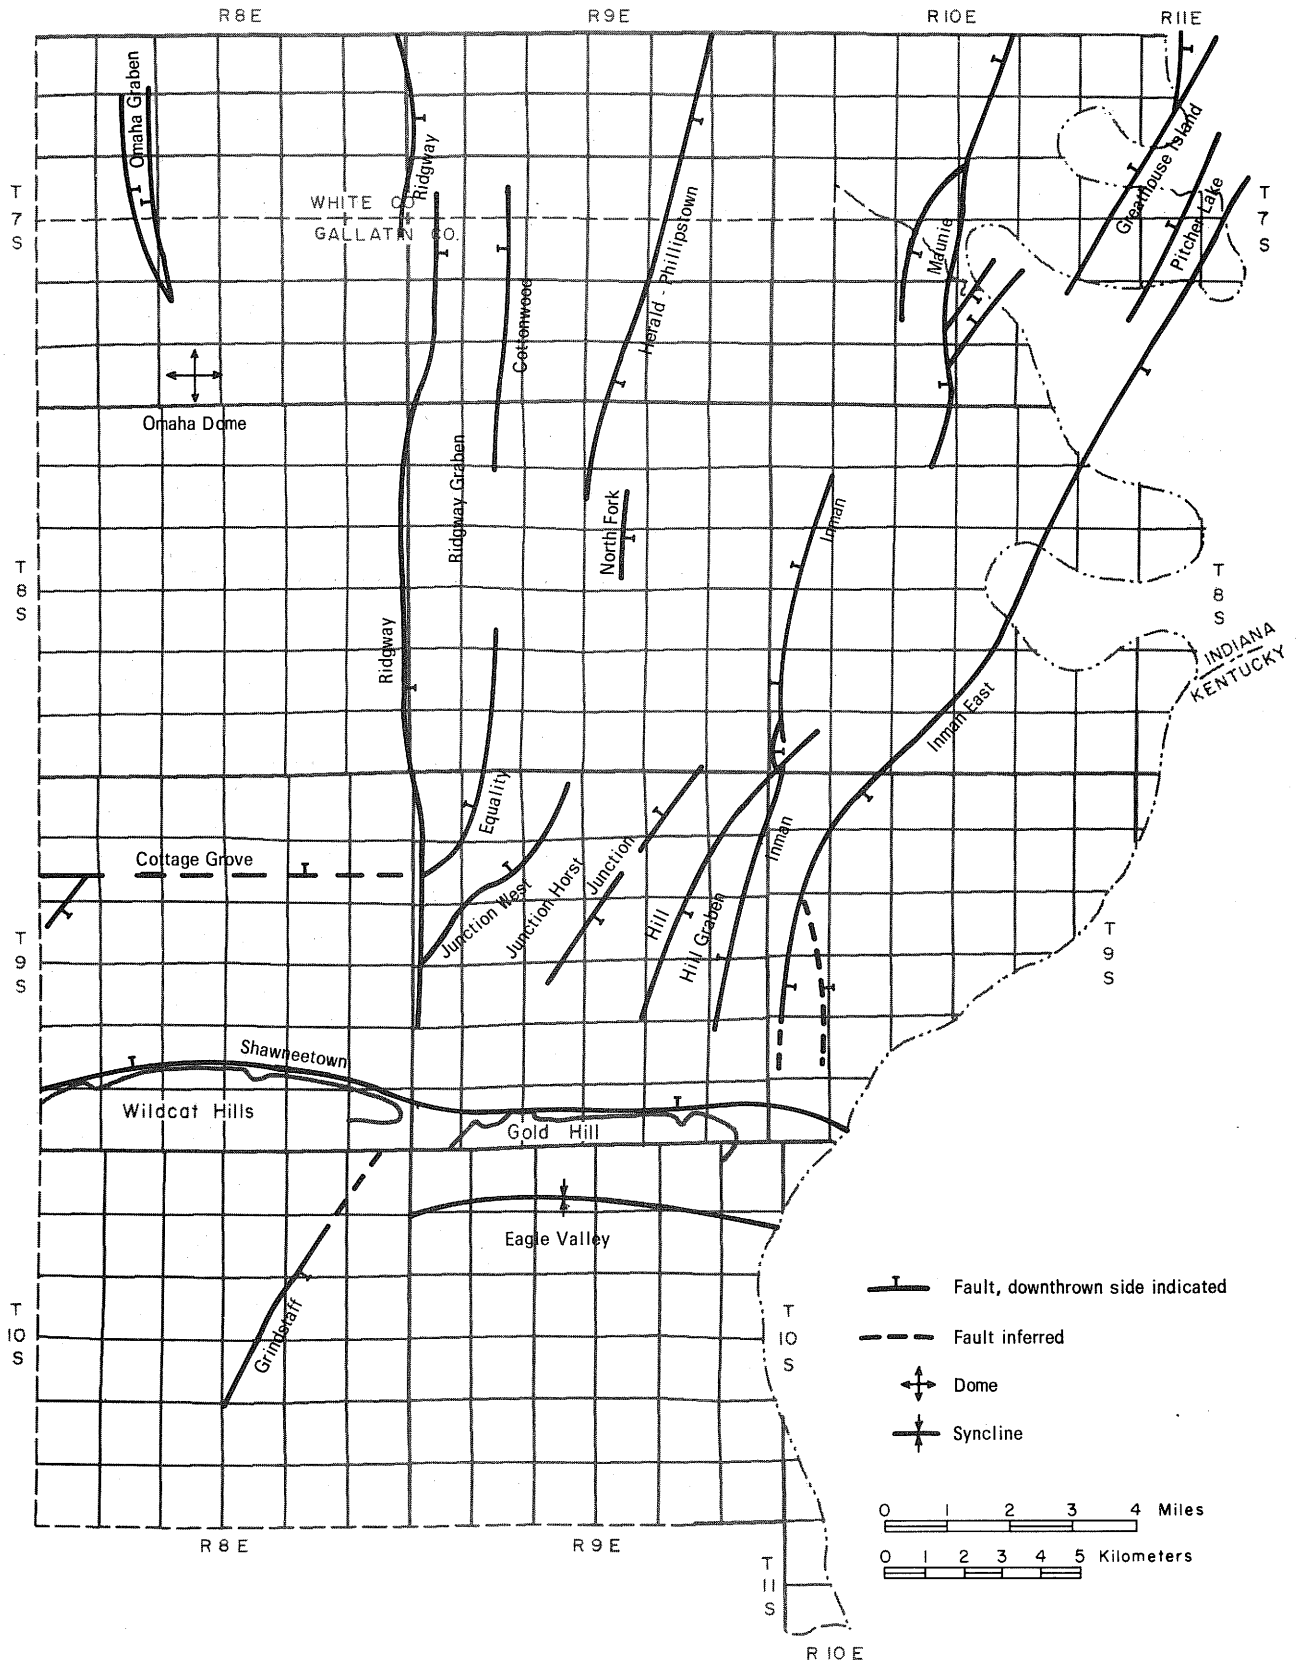 R8E
R9E
R10E
R11E
Omaha Graben
Ridgway
WHITE CO.
GALLATIN CO.
T
7
S
Herald - Phillipstown
Maunie
Greathouse Island
Pitcher Lake
T
7
S
Cottonwood
Omaha Dome
Ridgway Graben
North Fork
Inman
T
8
S
T
8
S
Ridgway
INDIANA
KENTUCKY
Inman East
Equality
Cottage Grove
Junction West
Junction Horst
Junction
Hill
Hill Graben
Inman
T
9
S
T
9
S
Shawneetown
Wildcat Hills
Gold Hill
Eagle Valley
Grindstaff
T
10
S
T
10
S
Fault, downthrown side indicated
Fault inferred
Dome
Syncline
0 1 2 3 4 Miles
0 1 2 3 4 5 Kilometers
R8E
R9E
T
11
S
R10E